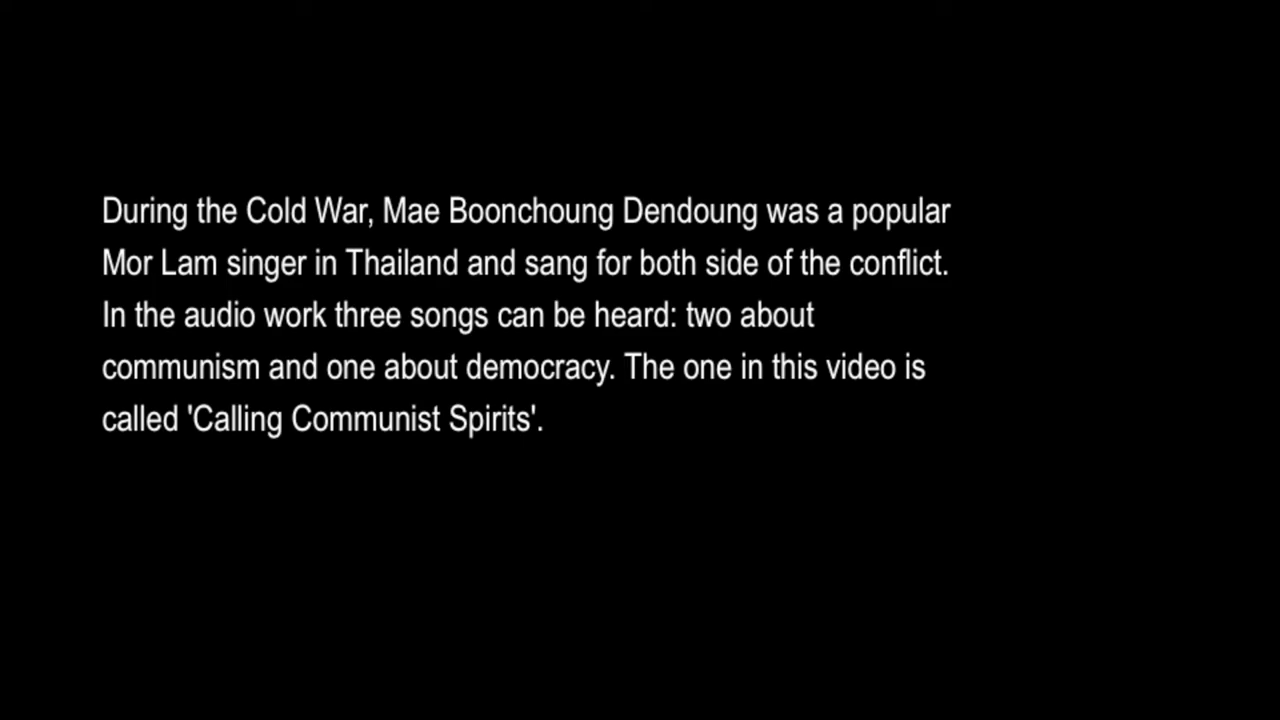 During the Cold War, Mae Boonchoung Dendoung was a popular
Mor Lam singer in Thailand and sang for both side of the conflict.
In the audio work three songs can be heard: two about
communism and one about democracy. The one in this video is
called 'Calling Communist Spirits'.